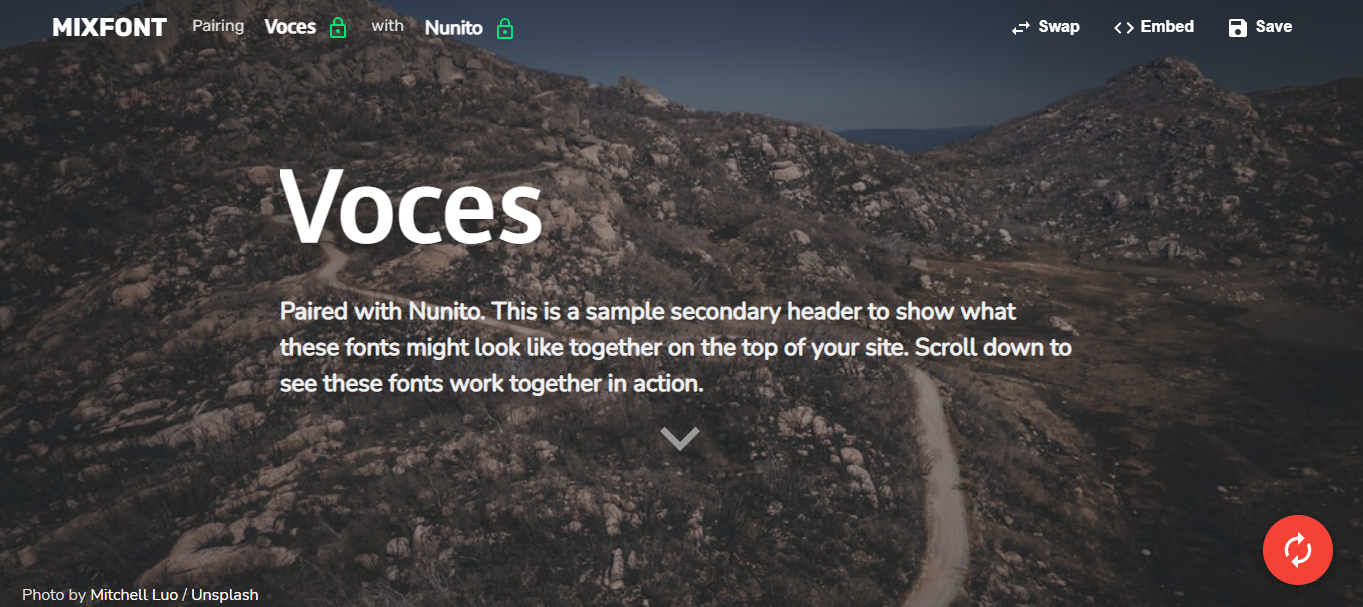 MIXFONT Pairing Voces with Nunito Swap Embed Save
Voces
Paired with Nunito. This is a sample secondary header to show what
these fonts might look like together on the top of your site. Scroll down to
see these fonts work together in action.
Photo by Mitchell Luo / Unsplash